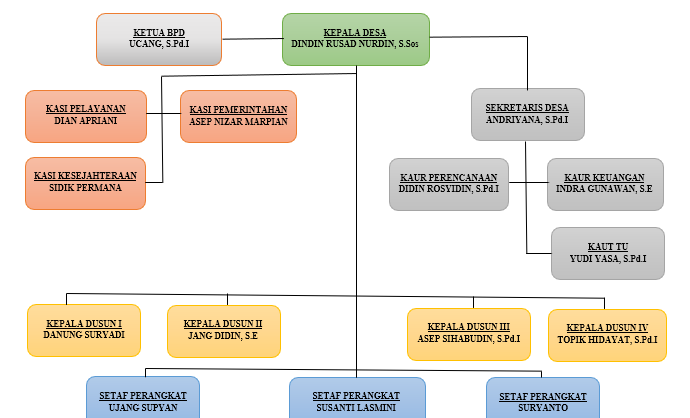 KETUA BPD
UCANG, S.Pd.I
KEPALA DESA
DINDIN RUSAD NURDIN, S.Sos
KASI PELAYANAN
DIAN APRIANI
KASI PEMERINTAHAN
ASEP NIZAR MARPIAN
SEKRETARIS DESA
ANDRIYANA, S.Pd.I
KASI KESEJAHTERAAN
SIDIK PERMANA
KAUR PERENCANAAN
DIDIN ROSYIDIN, S.Pd.I
KAUR KEUANGAN
INDRA GUNAWAN, S.E
KAUT TU
YUDI YASA, S.Pd.I
KEPALA DUSUN I
DANUNG SURYADI
KEPALA DUSUN II
JANG DIDIN, S.E
KEPALA DUSUN III
ASEP SIHABUDIN, S.Pd.I
KEPALA DUSUN IV
TOPIK HIDAYAT, S.Pd.I
SETAF PERANGKAT
UJANG SUPYAN
SETAF PERANGKAT
SUSANTI LASMINI
SETAF PERANGKAT
SURYANTO